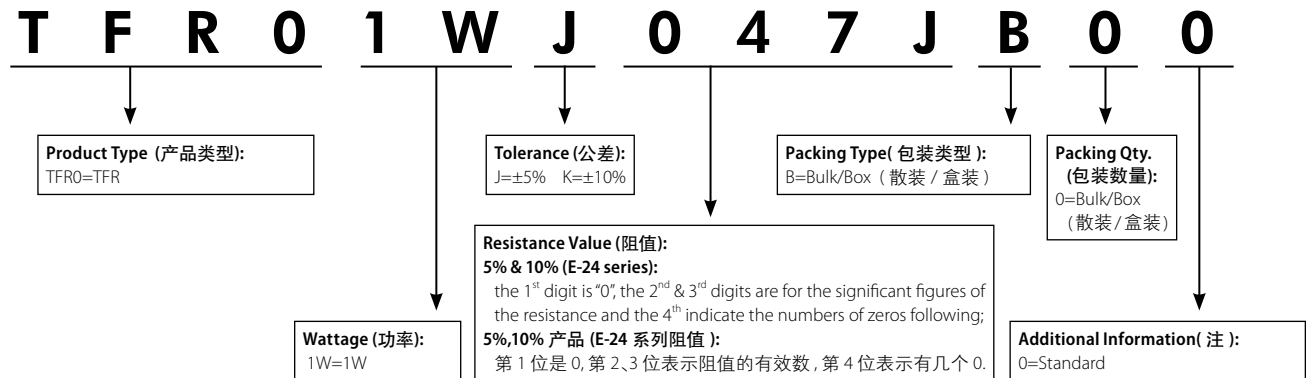 T F R 0 1 W J 0 4 7 J B 0 0
Product Type (产品类型):
TFR0=TFR
Tolerance (公差):
J=±5% K=±10%
Packing Type( 包装类型 ):
B=Bulk/Box ( 散装 / 盒装 )
Packing Qty.
(包装数量):
0=Bulk/Box
(散装/盒装)
Resistance Value (阻值):
5% & 10% (E-24 series):
the 1st digit is "0", the 2nd & 3rd digits are for the significant figures of
the resistance and the 4th indicate the numbers of zeros following;
5%,10% 产品 (E-24 系列阻值 ):
第 1 位是 0, 第 2、3 位表示阻值的有效数 , 第 4 位表示有几个 0.
Wattage (功率):
1W=1W
Additional Information( 注 ):
0=Standard